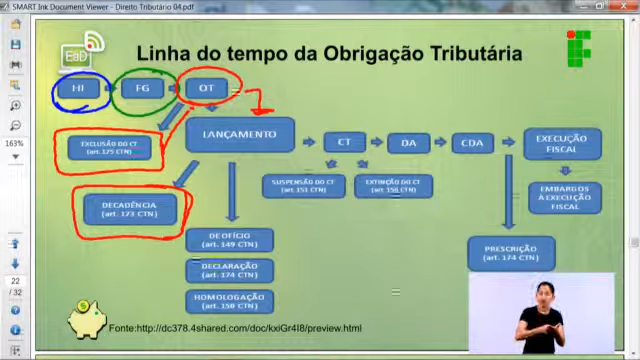 SMART Ink Document Viewer - Direito Tributário 04.pdf
EaD
Linha do tempo da Obrigação Tributária
HI
FG
OT
EXCLUSÃO DO CT
(art. 175 CTN)
LANÇAMENTO
CT
DA
CDA
EXECUÇÃO
FISCAL
DECADÊNCIA
(art. 173 CTN)
SUSPENSÃO DO CT
(art. 151 CTN)
EXTINÇÃO DO CT
(art. 156 CTN)
EMBARGOS
À EXECUÇÃO
FISCAL
DE OFÍCIO
(art. 149 CTN)
DECLARAÇÃO
(art. 174 CTN)
HOMOLOGAÇÃO
(art. 150 CTN)
PRESCRIÇÃO
(art. 174 CTN)
Fonte:http://dc378.4shared.com/doc/kxiGr4I8/preview.html
163%
22
/ 32